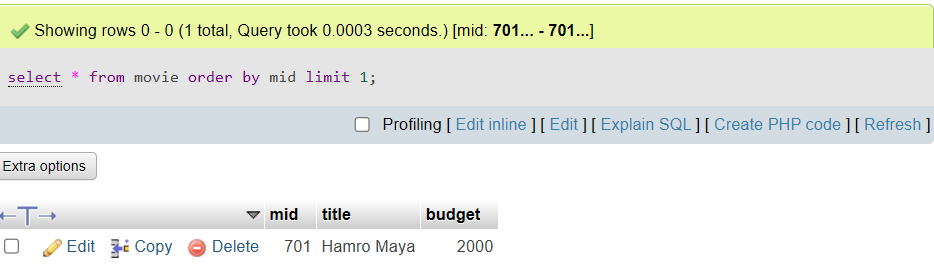 Showing rows 0 - 0 (1 total, Query took 0.0003 seconds.) [mid: 701... - 701...]
select * from movie order by mid limit 1;
Profiling [ Edit inline ] [ Edit ] [ Explain SQL ] [ Create PHP code ] [ Refresh ]
Extra options
←T→ mid title budget
Edit Copy Delete 701 Hamro Maya 2000